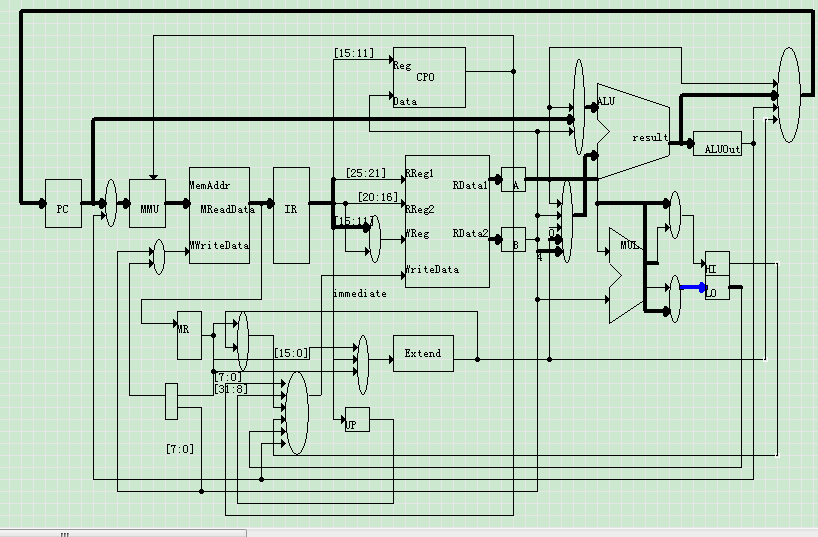 [15:11]
Reg
CPO
Data
ALU
result
ALUOut
PC
MMU
MemAddr
MReadData
MWriteData
IR
[25:21]
[20:16]
[15:11]
RReg1
RReg2
WReg
WriteData
RData1
RData2
A
B
0
4
MUL
HI
LO
immediate
MR
[15:0]
Extend
[7:0]
[31:8]
UP
[7:0]